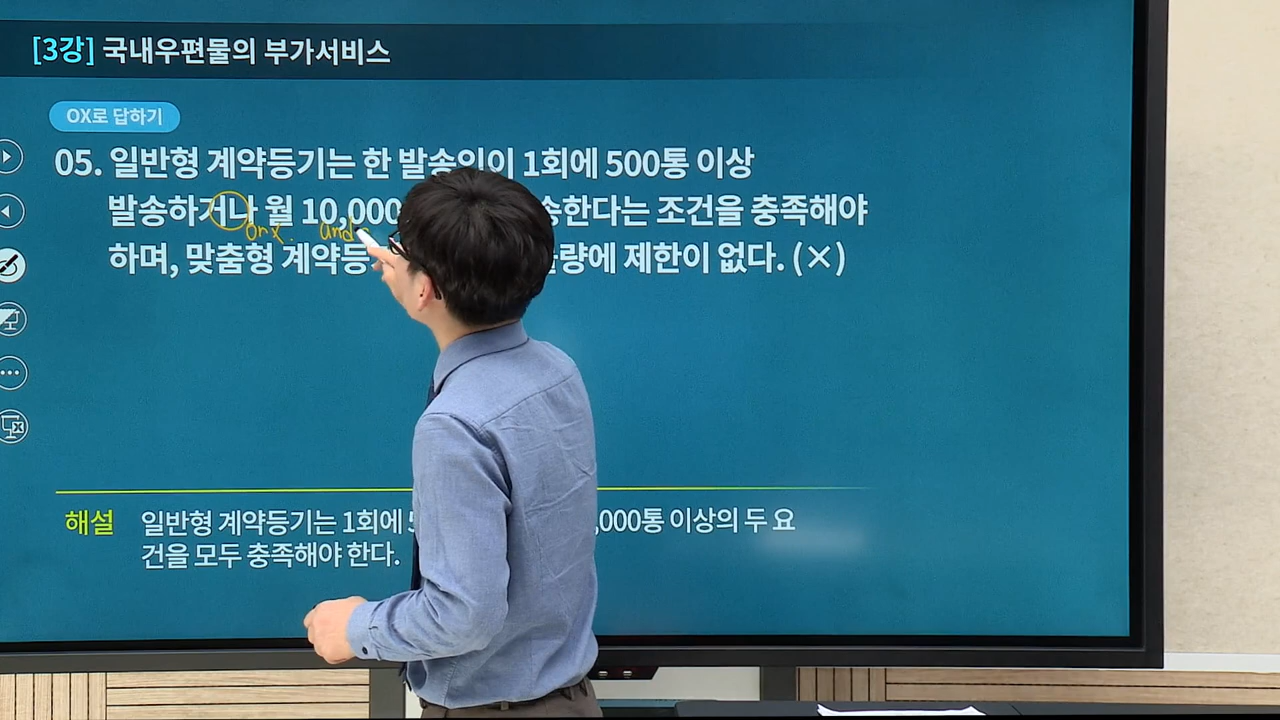 [3강] 국내우편물의 부가서비스
OX로 답하기
05. 일반형 계약등기는 한 발송인이 1회에 500통 이상
발송하거나 월 10,000 송한다는 조건을 충족해야
or x. and
하며, 맞춤형 계약등 물량에 제한이 없다. (×)
해설 일반형 계약등기는 1회에 ,000통 이상의 두 요
건을 모두 충족해야 한다.